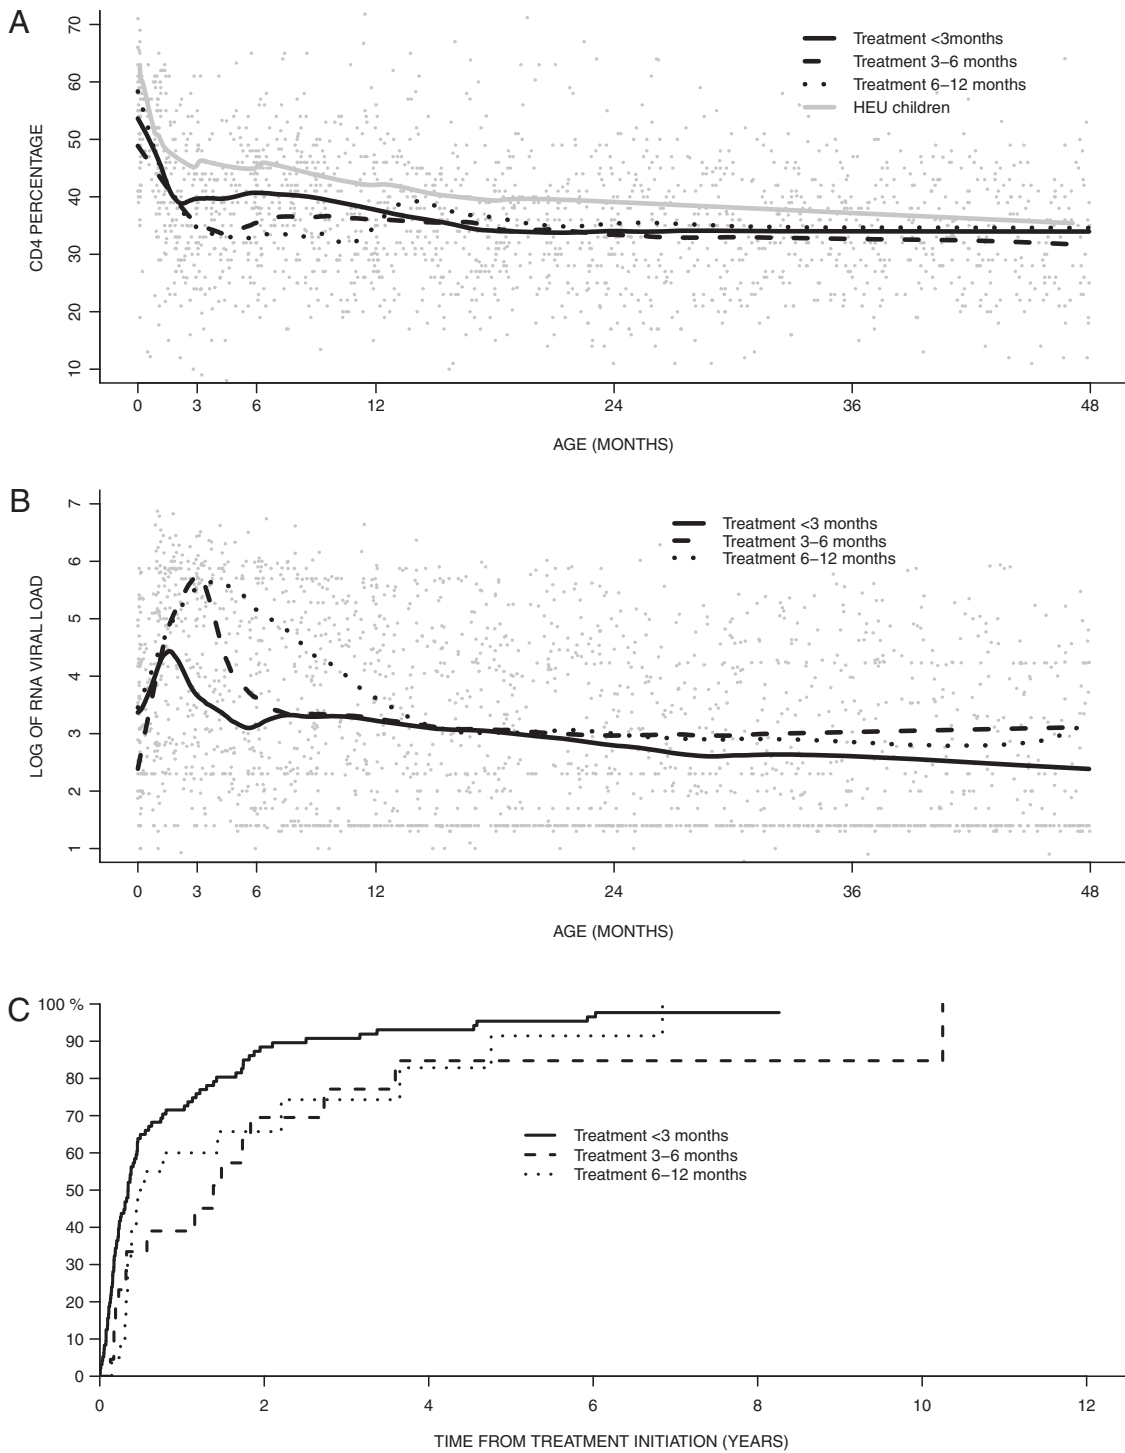 A
70
60
50
40
30
20
10
CD4 PERCENTAGE
Treatment <3months
Treatment 3–6 months
Treatment 6–12 months
HEU children
0 3 6 12 24 36 48
AGE (MONTHS)
B
7
6
5
4
3
2
1
LOG OF RNA VIRAL LOAD
Treatment <3 months
Treatment 3–6 months
Treatment 6–12 months
0 3 6 12 24 36 48
AGE (MONTHS)
C
100 %
90
80
70
60
50
40
30
20
10
0
Treatment <3 months
Treatment 3–6 months
Treatment 6–12 months
0 2 4 6 8 10 12
TIME FROM TREATMENT INITIATION (YEARS)